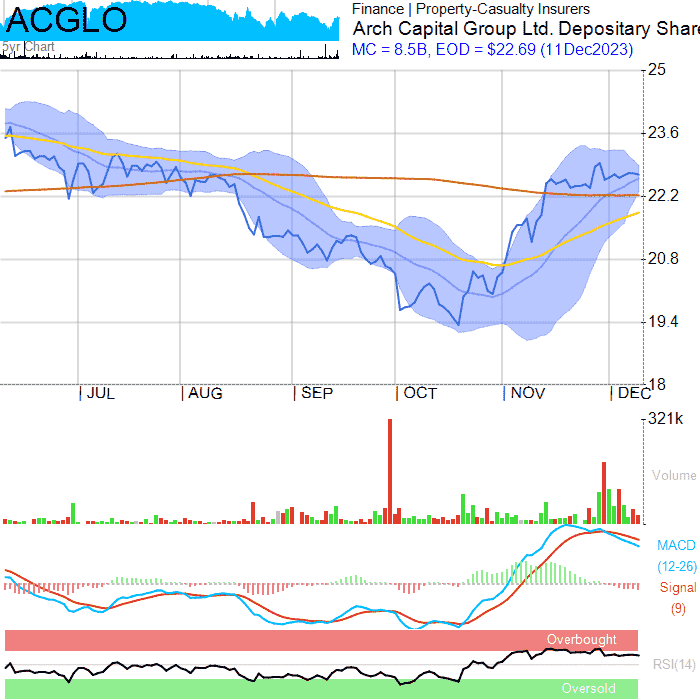 ACGLO
5yr Chart
Finance | Property-Casualty Insurers
Arch Capital Group Ltd. Depositary Share
MC = 8.5B, EOD = $22.69 (11Dec2023)
25
23.6
22.2
20.8
19.4
18
JUL AUG SEP OCT NOV DEC
321k
Volume
MACD
(12-26)
Signal
(9)
Overbought
RSI(14)
Oversold